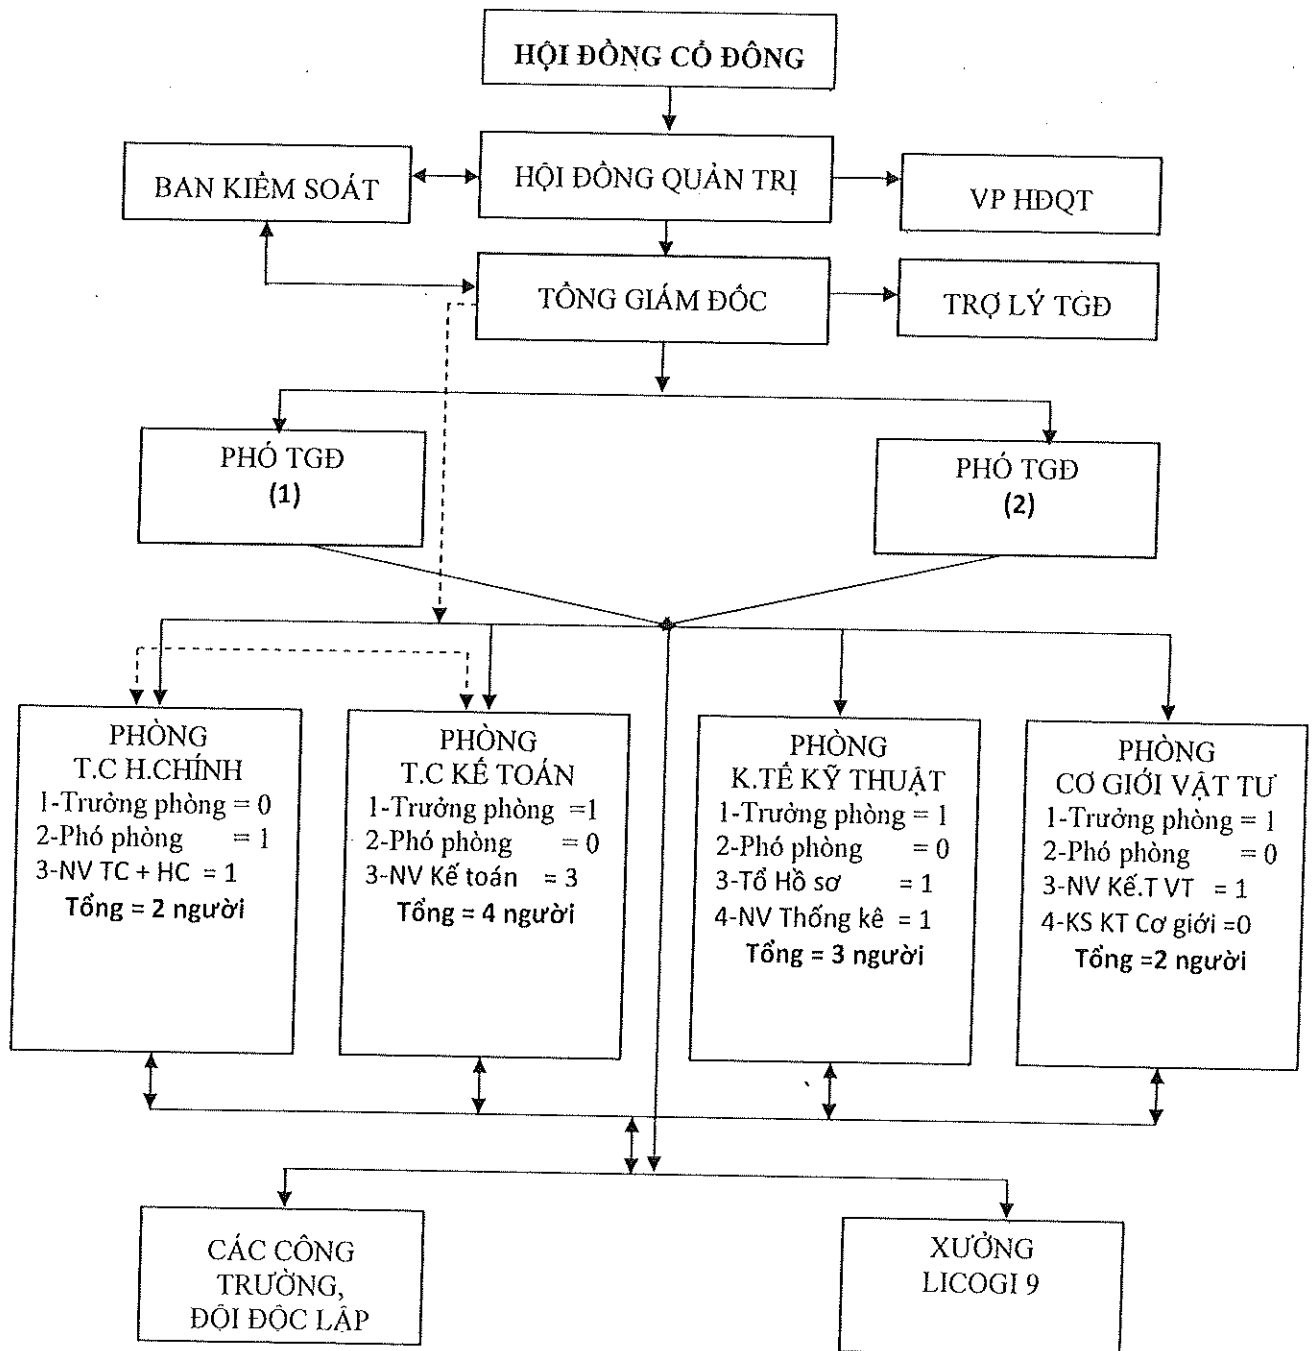 HỘI ĐỒNG CỔ ĐÔNG
BAN KIỂM SOÁT
HỘI ĐỒNG QUẢN TRỊ
VP HĐQT
TỔNG GIÁM ĐỐC
TRỢ LÝ TGĐ
PHÓ TGĐ
(1)
PHÓ TGĐ
(2)
PHÒNG
T.C H.CHÍNH
1-Trưởng phòng = 0
2-Phó phòng = 1
3-NV TC + HC = 1
Tổng = 2 người
PHÒNG
T.C KẾ TOÁN
1-Trưởng phòng =1
2-Phó phòng = 0
3-NV Kế toán = 3
Tổng = 4 người
PHÒNG
K.TẾ KỸ THUẬT
1-Trưởng phòng = 1
2-Phó phòng = 0
3-Tổ Hồ sơ = 1
4-NV Thống kê = 1
Tổng = 3 người
PHÒNG
CƠ GIỚI VẬT TƯ
1-Trưởng phòng = 1
2-Phó phòng = 0
3-NV Kế.T VT = 1
4-KS KT Cơ giới =0
Tổng =2 người
CÁC CÔNG
TRƯỜNG,
ĐỘI ĐỘC LẬP
XƯỞNG
LICOGI 9